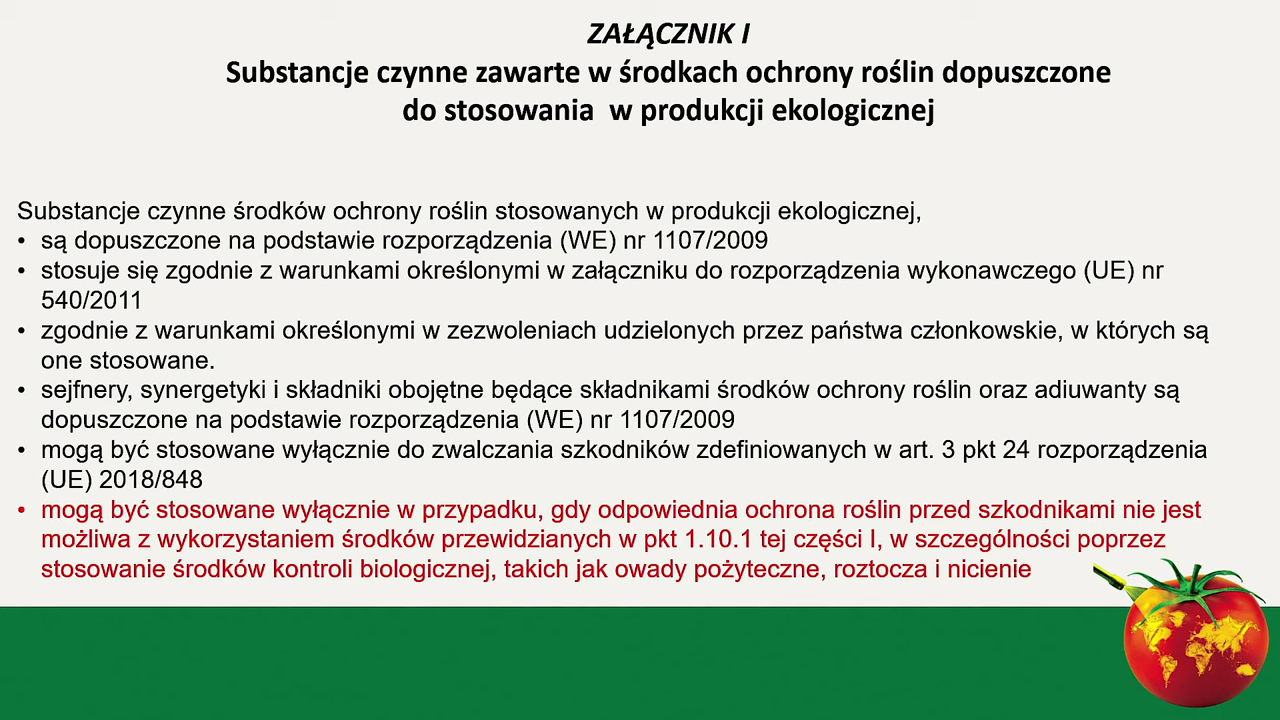 ZAŁĄCZNIK I
Substancje czynne zawarte w środkach ochrony roślin dopuszczone
do stosowania w produkcji ekologicznej
Substancje czynne środków ochrony roślin stosowanych w produkcji ekologicznej,
• są dopuszczone na podstawie rozporządzenia (WE) nr 1107/2009
• stosuje się zgodnie z warunkami określonymi w załączniku do rozporządzenia wykonawczego (UE) nr
540/2011
• zgodnie z warunkami określonymi w zezwoleniach udzielonych przez państwa członkowskie, w których są
one stosowane.
• sejfnery, synergetyki i składniki obojętne będące składnikami środków ochrony roślin oraz adiuwanty są
dopuszczone na podstawie rozporządzenia (WE) nr 1107/2009
• mogą być stosowane wyłącznie do zwalczania szkodników zdefiniowanych w art. 3 pkt 24 rozporządzenia
(UE) 2018/848
• mogą być stosowane wyłącznie w przypadku, gdy odpowiednia ochrona roślin przed szkodnikami nie jest
możliwa z wykorzystaniem środków przewidzianych w pkt 1.10.1 tej części I, w szczególności poprzez
stosowanie środków kontroli biologicznej, takich jak owady pożyteczne, roztocza i nicienie